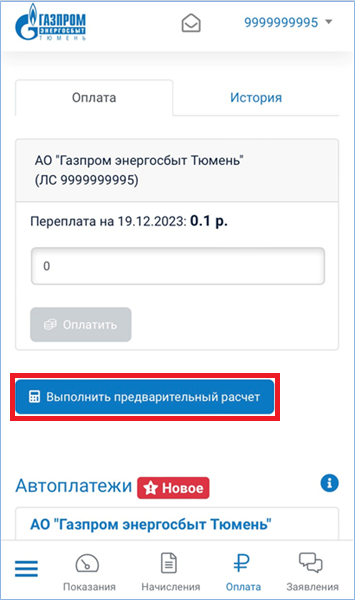 ГАЗПРОМ
ЭНЕРГОСБЫТ
ТЮМЕНЬ
9999999995
Оплата
История
АО "Газпром энергосбыт Тюмень"
(ЛС 9999999995)
Переплата на 19.12.2023: 0.1 р.
0
Оплатить
Выполнить предварительный расчет
Автоплатежи Новое
АО "Газпром энергосбыт Тюмень"
Показания
Начисления
Оплата
Заявления